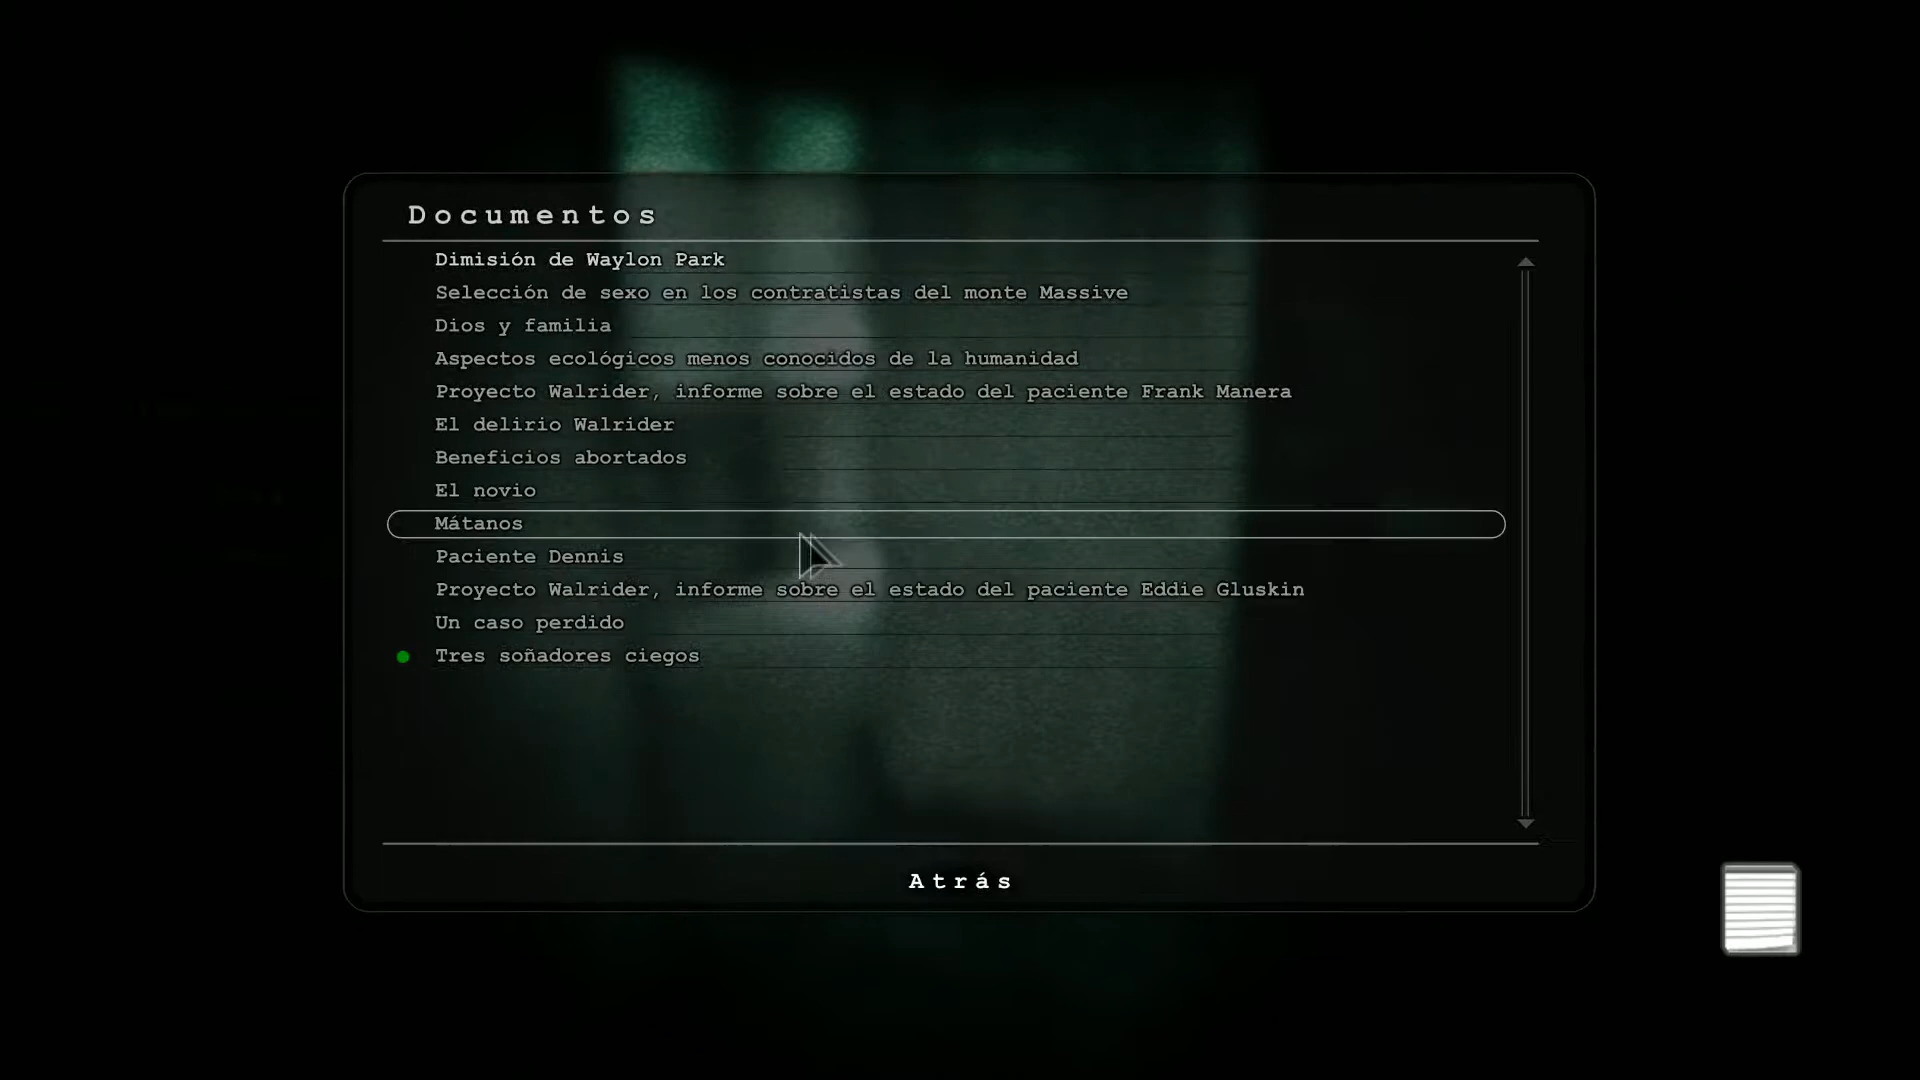 Documentos
Dimisión de Waylon Park
Selección de sexo en los contratistas del monte Massive
Dios y familia
Aspectos ecológicos menos conocidos de la humanidad
Proyecto Walrider, informe sobre el estado del paciente Frank Manera
El delirio Walrider
Beneficios abortados
El novio
Mátanos
Paciente Dennis
Proyecto Walrider, informe sobre el estado del paciente Eddie Gluskin
Un caso perdido
Tres soñadores ciegos
Atrás